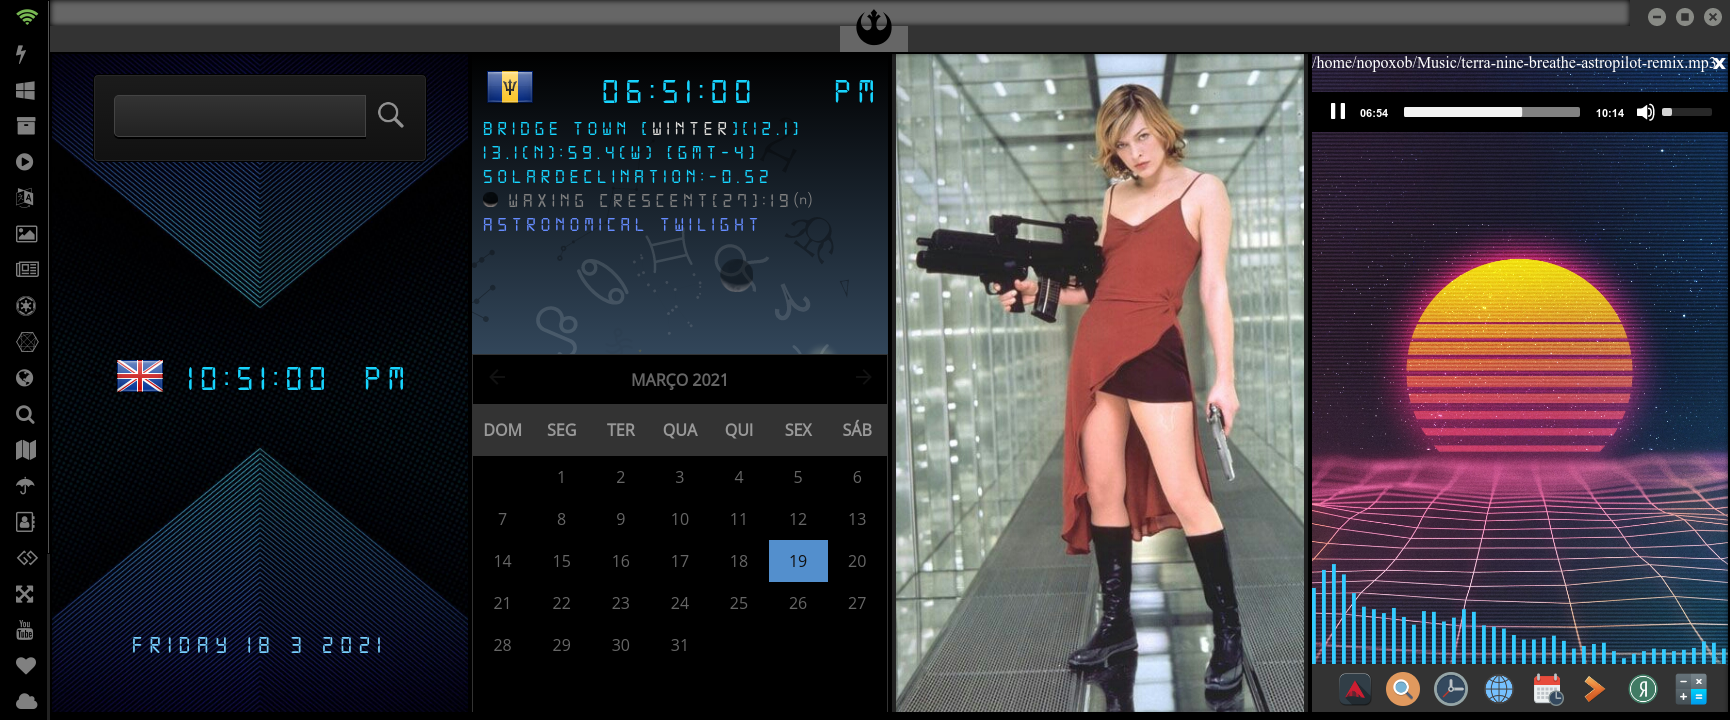 10:51:00 PM
FRIDAY 18 3 2021
06:51:00 PM
BRIDGE TOWN [WINTER][12.1]
13.1(N):59.4(W) [GMT-4]
SOLARDECLINATION:-0.52
WAXING CRESCENT[27]:19(n)
ASTRONOMICAL TWILIGHT
MARÇO 2021
DOM SEG TER QUA QUI SEX SÁB
1 2 3 4 5 6
7 8 9 10 11 12 13
14 15 16 17 18 19 20
21 22 23 24 25 26 27
28 29 30 31
/home/nopoxob/Music/terra-nine-breathe-astropilot-remix.mp3
x
06:54 10:14
You
Tube
Я